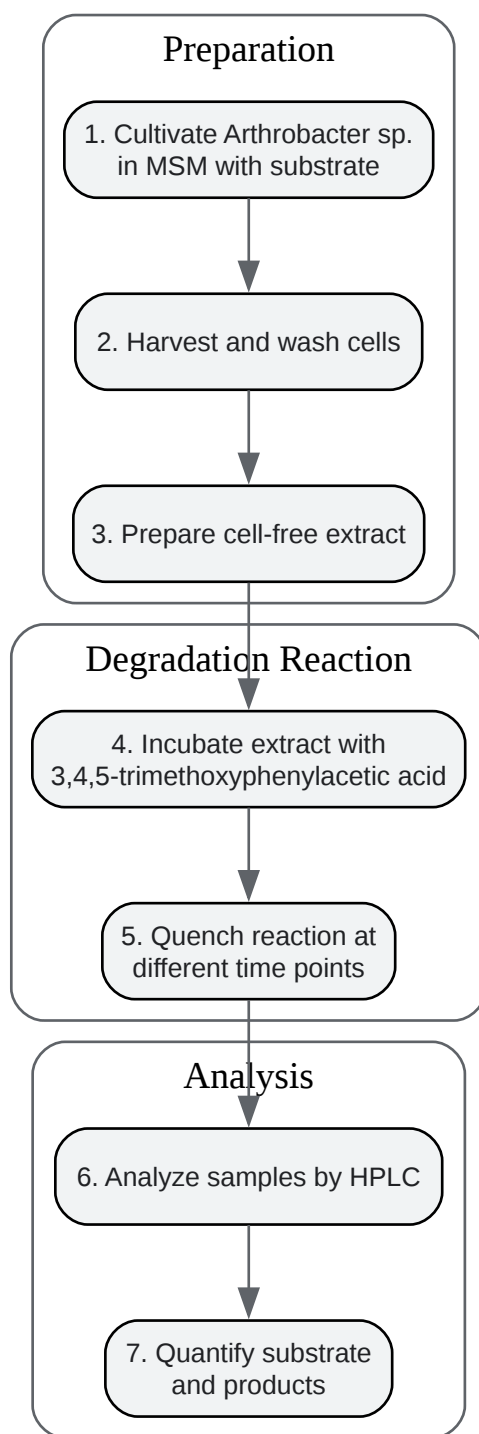 Preparation
1. Cultivate Arthrobacter sp.
in MSM with substrate
2. Harvest and wash cells
3. Prepare cell-free extract
Degradation Reaction
4. Incubate extract with
3,4,5-trimethoxyphenylacetic acid
5. Quench reaction at
different time points
Analysis
6. Analyze samples by HPLC
7. Quantify substrate
and products